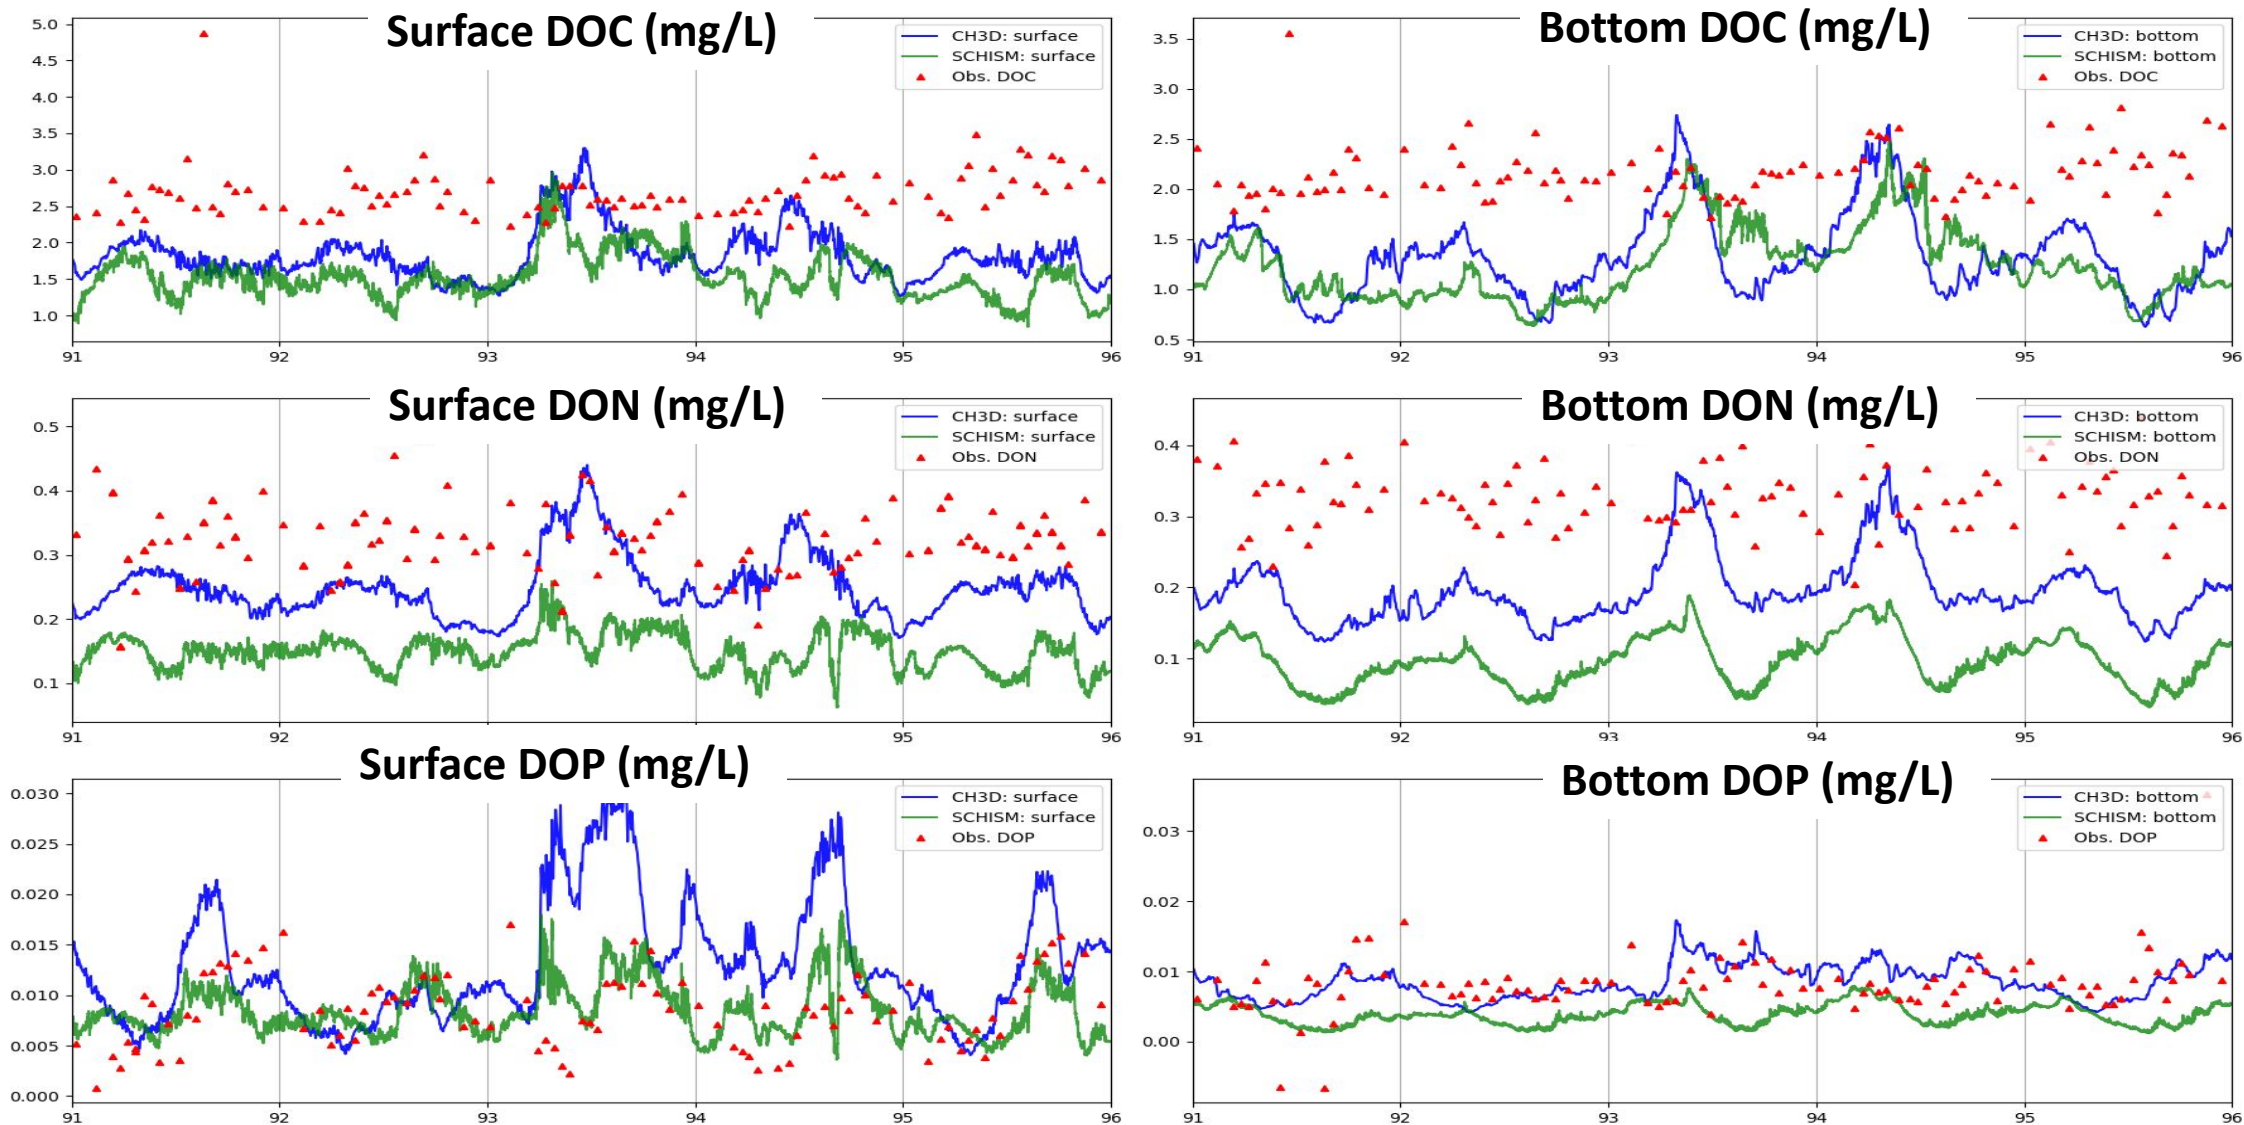 Surface DOC (mg/L)
5.0
4.5
4.0
3.5
3.0
2.5
2.0
1.5
1.0
CH3D: surface
SCHISM: surface
Obs. DOC
91 92 93 94 95 96
Bottom DOC (mg/L)
3.5
3.0
2.5
2.0
1.5
1.0
0.5
CH3D: bottom
SCHISM: bottom
Obs. DOC
91 92 93 94 95 96
Surface DON (mg/L)
0.5
0.4
0.3
0.2
0.1
CH3D: surface
SCHISM: surface
Obs. DON
91 92 95 96
Bottom DON (mg/L)
0.4
0.3
0.2
0.1
CH3D: bottom
SCHISM: bottom
Obs. DON
91 92 93 94 95 96
Surface DOP (mg/L)
0.030
0.025
0.020
0.015
0.010
0.005
0.000
CH3D: surface
SCHISM: surface
Obs. DOP
91 92 93 94 95 96
Bottom DOP (mg/L)
0.03
0.02
0.01
0.00
CH3D: bottom
SCHISM: bottom
Obs. DOP
91 92 93 94 95 96